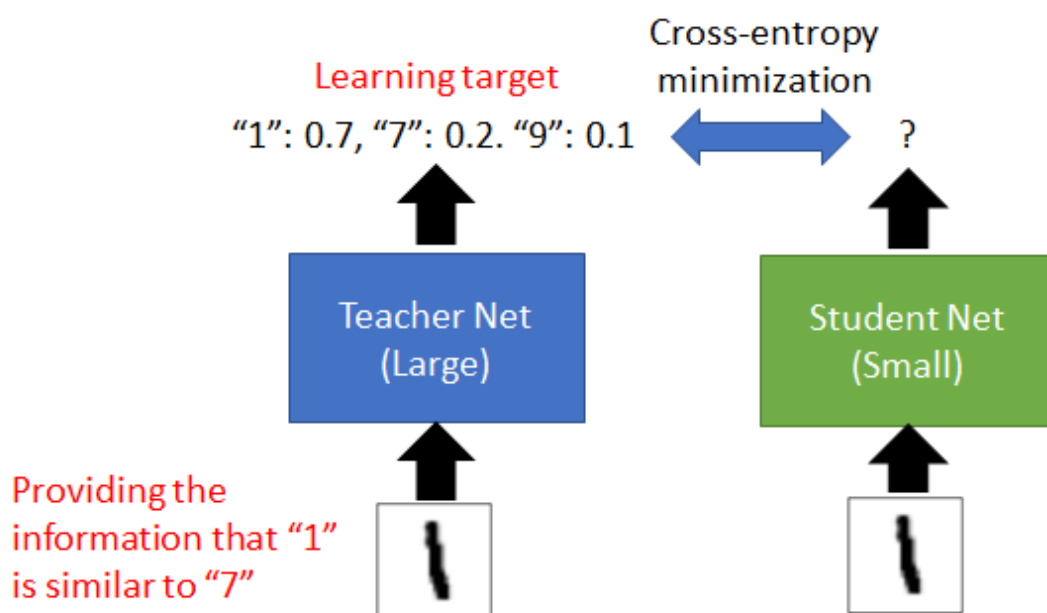 Cross-entropy
minimization
Learning target
“1”: 0.7, “7”: 0.2. “9”: 0.1
?
Teacher Net
(Large)
Student Net
(Small)
Providing the
information that “1”
is similar to “7”